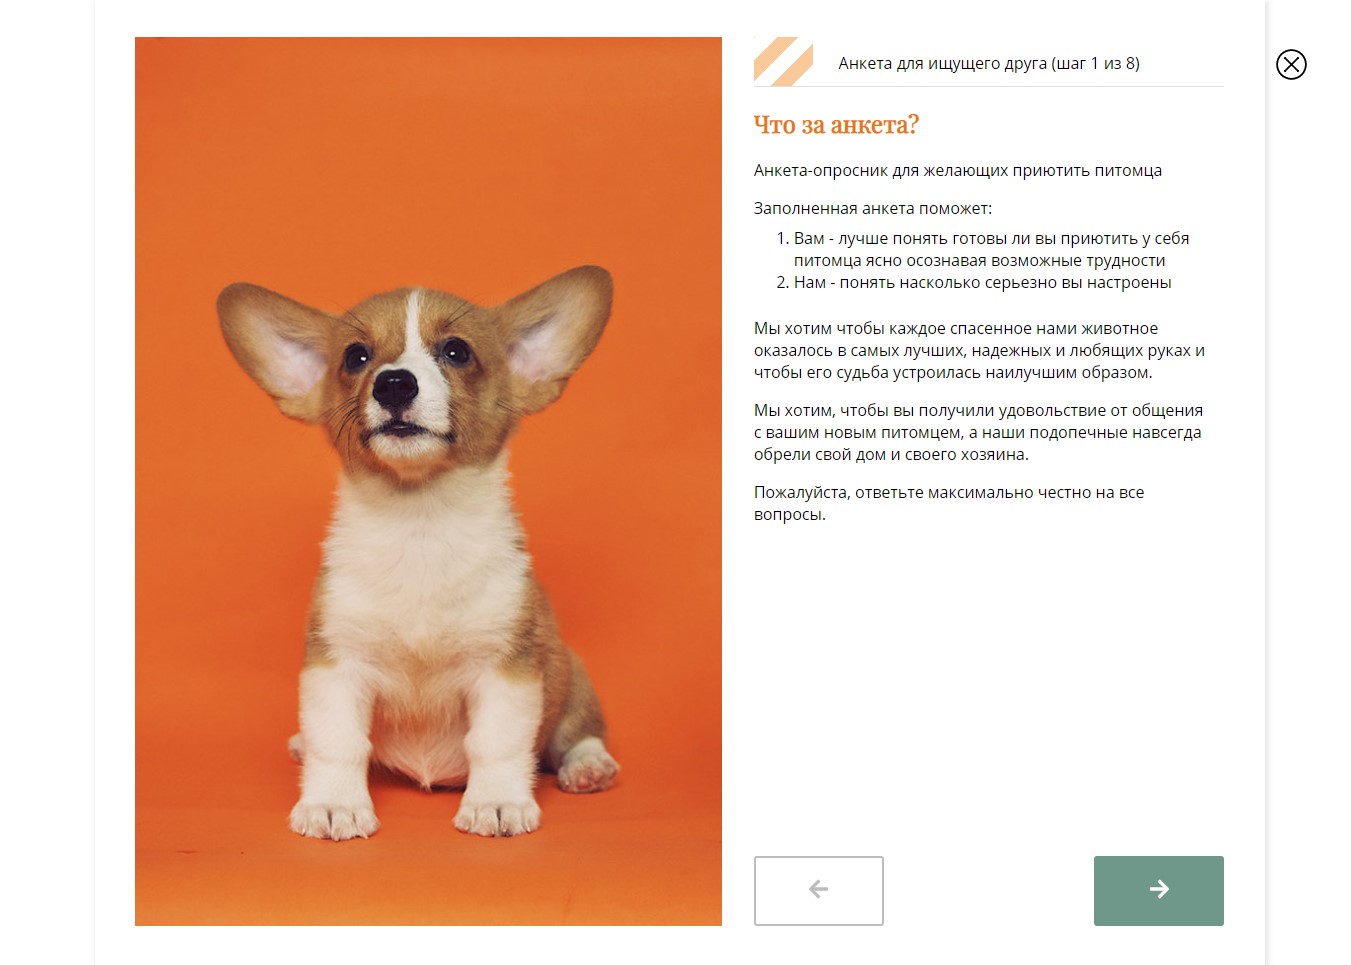 Анкета для ищущего друга (шаг 1 из 8)
Что за анкета?
Анкета-опросник для желающих приютить питомца
Заполненная анкета поможет:
1. Вам - лучше понять готовы ли вы приютить у себя
питомца ясно осознавая возможные трудности
2. Нам - понять насколько серьезно вы настроены
Мы хотим чтобы каждое спасенное нами животное
оказалось в самых лучших, надежных и любящих руках и
чтобы его судьба устроилась наилучшим образом.
Мы хотим, чтобы вы получили удовольствие от общения
с вашим новым питомцем, а наши подопечные навсегда
обрели свой дом и своего хозяина.
Пожалуйста, ответьте максимально честно на все
вопросы.